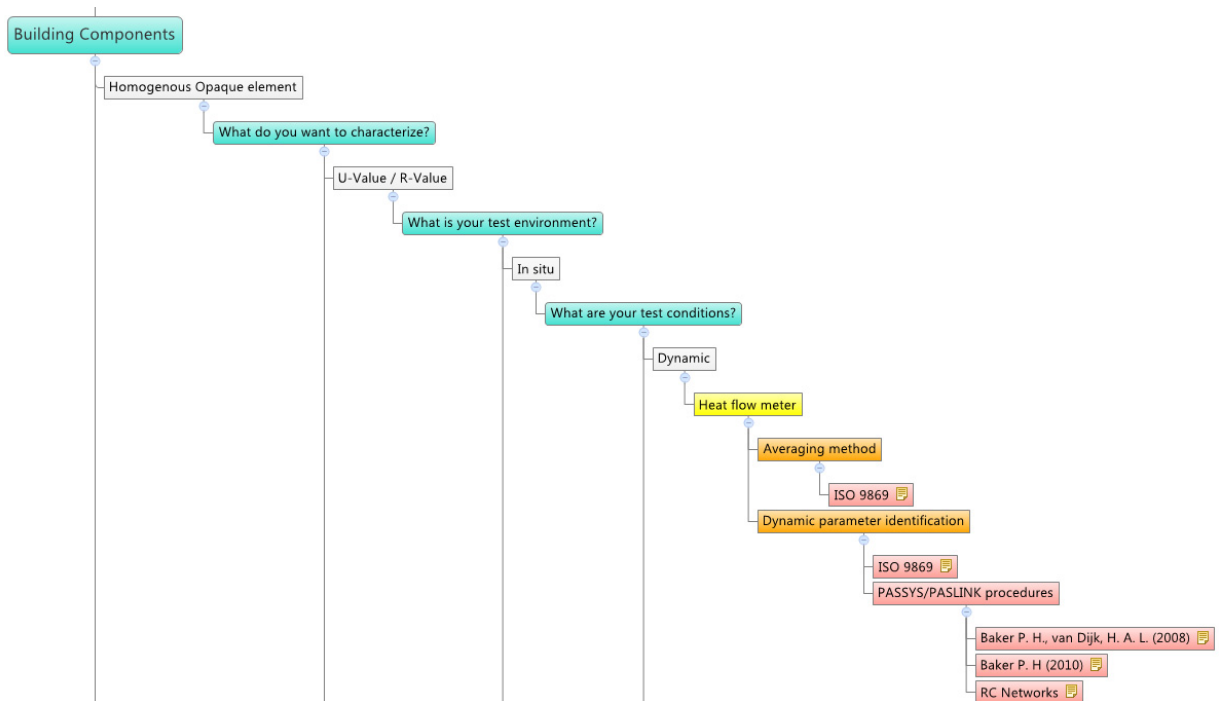 Building Components
Homogenous Opaque element
What do you want to characterize?
U-Value / R-Value
What is your test environment?
In situ
What are your test conditions?
Dynamic
Heat flow meter
Averaging method
ISO 9869
Dynamic parameter identification
ISO 9869
PASSYS/PASLINK procedures
Baker P. H., van Dijk, H. A. L. (2008)
Baker P. H (2010)
RC Networks